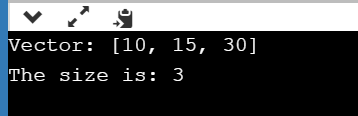 Vector: [10, 15, 30]
The size is: 3